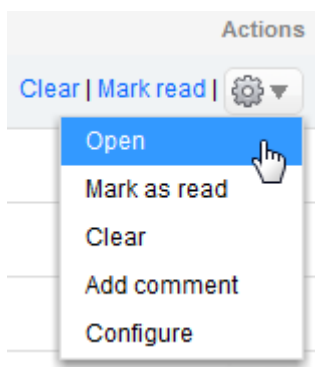 Actions
Clear | Mark read |
Open
Mark as read
Clear
Add comment
Configure